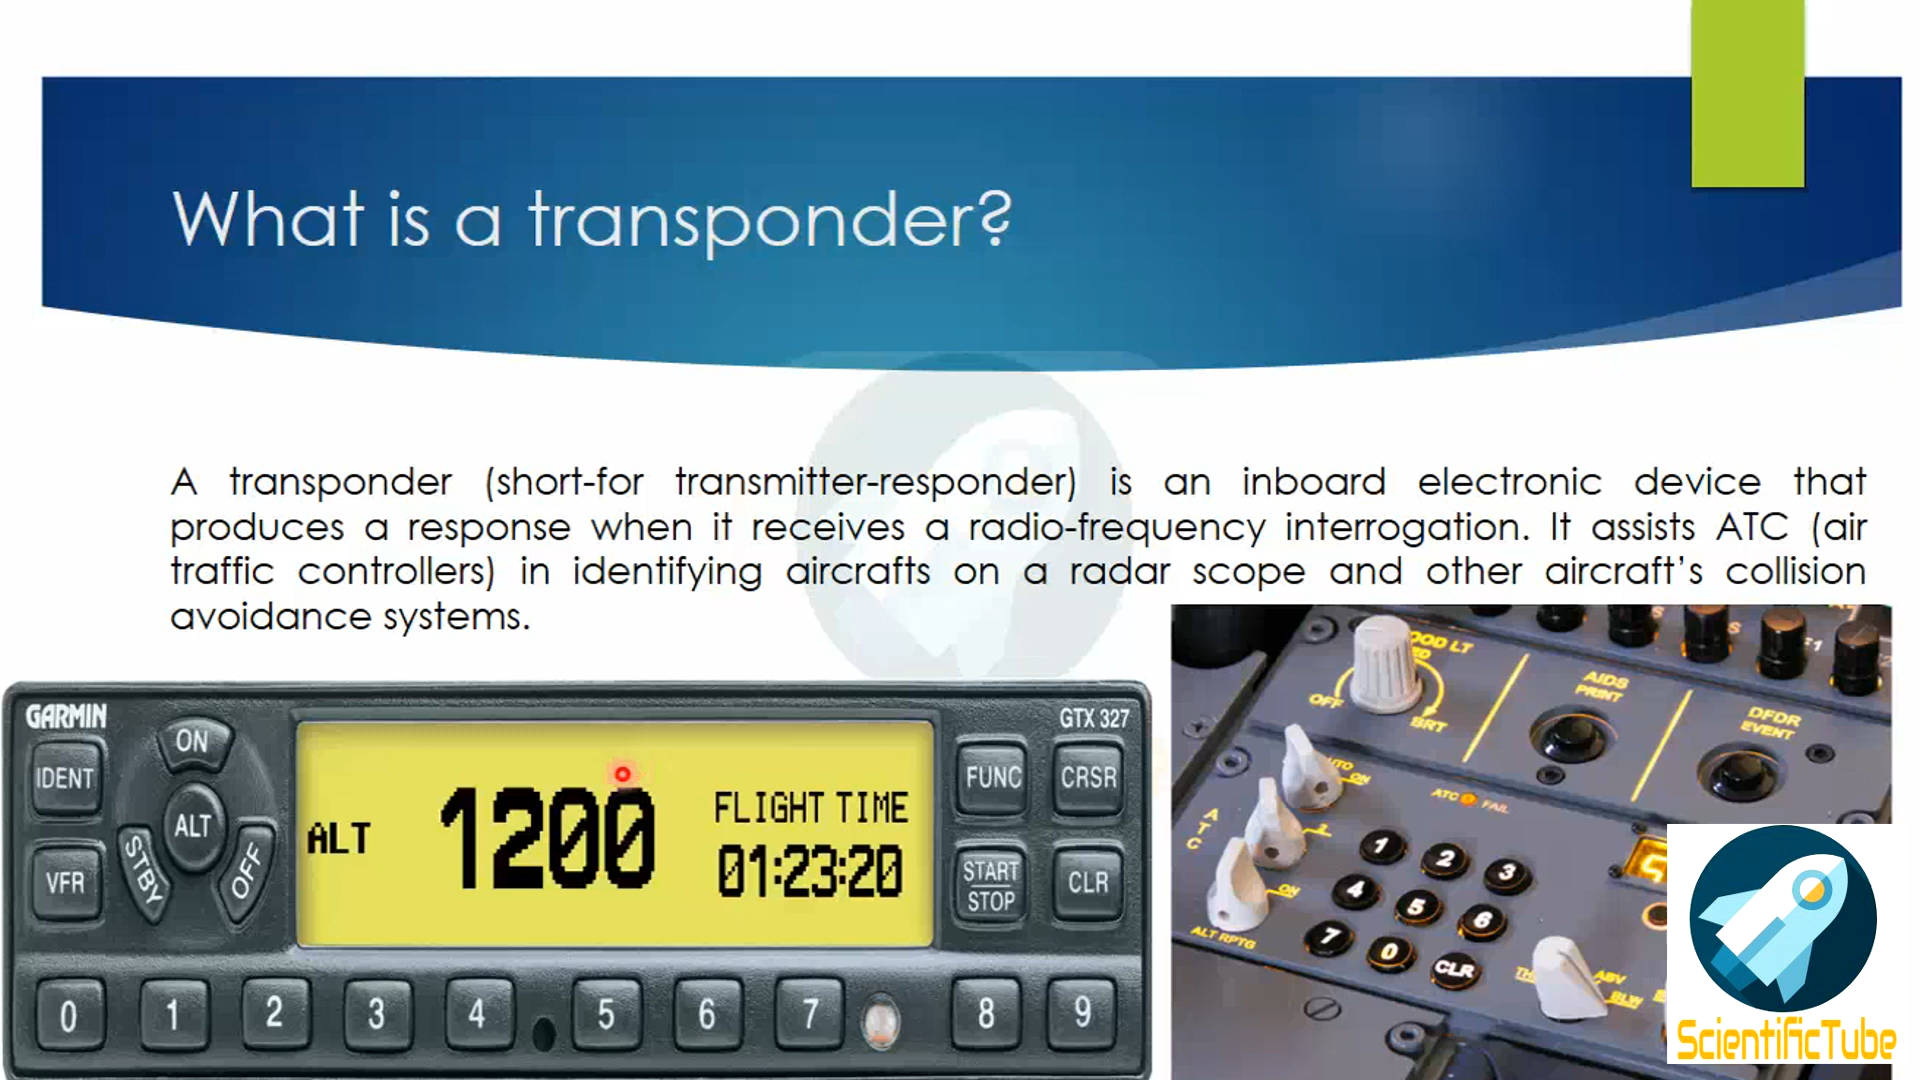 What is a transponder?
A transponder (short-for transmitter-responder) is an inboard electronic device that
produces a response when it receives a radio-frequency interrogation. It assists ATC (air
traffic controllers) in identifying aircrafts on a radar scope and other aircraft's collision
avoidance systems.
GARMIN
GTX 327
IDENT
ON
ALT
STBY
OFF
VFR
ALT
1200
FLIGHT TIME
01:23:20
FUNC
CRSR
START
STOP
CLR
0 1 2 3 4 5 6 7 8 9
OFF
BRT
AIDS
PRINT
DFDR
EVENT
ON
ATC
FAIL
ATC
1 2 3
4 5 6
7 0 CLR
ON
ALT RPTG
ABV
BLW
ScientificTube